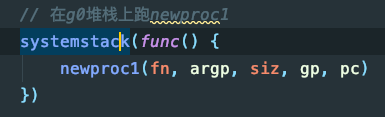 // 在g0堆栈上跑newproc1
systemstack(func() {
newproc1(fn, argp, siz, gp, pc)
})